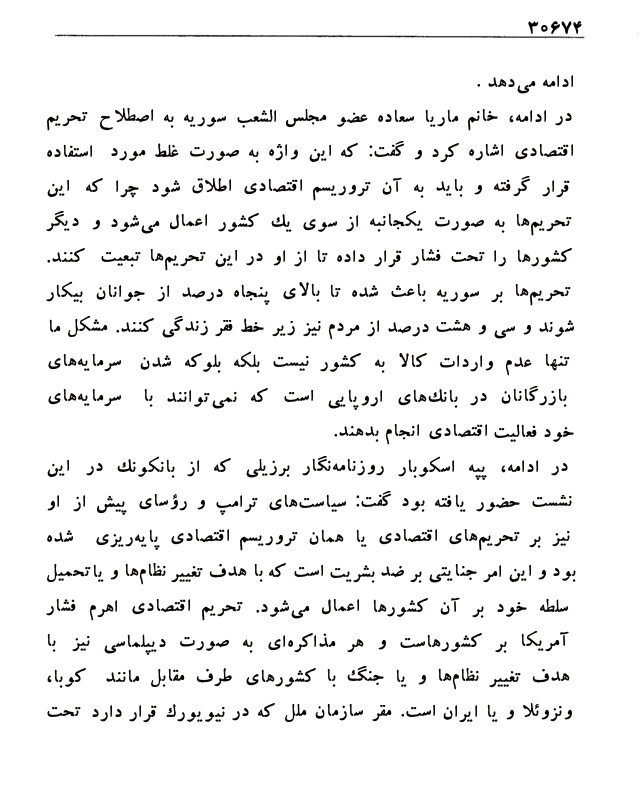 ۳۰۶۷۴
ادامه می‌دهد .
در ادامه، خانم ماریا سعاده عضو مجلس الشعب سوریه به اصطلاح تحریم
اقتصادی اشاره کرد و گفت: که این واژه به صورت غلط مورد استفاده
قرار گرفته و باید به آن تروریسم اقتصادی اطلاق شود چرا که این
تحریم‌ها به صورت یکجانبه از سوی یك کشور اعمال می‌شود و دیگر
کشورها را تحت فشار قرار داده تا از او در این تحریم‌ها تبعیت کنند.
تحریم‌ها بر سوریه باعث شده تا بالای پنجاه درصد از جوانان بیکار
شوند و سی و هشت درصد از مردم نیز زیر خط فقر زندگی کنند. مشکل ما
تنها عدم واردات کالا به کشور نیست بلکه بلوکه شدن سرمایه‌های
بازرگانان در بانك‌های اروپایی است که نمی‌توانند با سرمایه‌های
خود فعالیت اقتصادی انجام بدهند.
در ادامه، پپه اسکوبار روزنامه‌نگار برزیلی که از بانکونك در این
نشست حضور یافته بود گفت: سیاست‌های ترامپ و رؤسای پیش از او
نیز بر تحریم‌های اقتصادی یا همان تروریسم اقتصادی پایه‌ریزی شده
بود و این امر جنایتی بر ضد بشریت است که با هدف تغییر نظام‌ها و یا تحمیل
سلطه خود بر آن کشورها اعمال می‌شود. تحریم اقتصادی اهرم فشار
آمریکا بر کشورهاست و هر مذاکره‌ای به صورت دیپلماسی نیز با
هدف تغییر نظام‌ها و یا جنگ با کشورهای طرف مقابل مانند کوبا،
ونزوئلا و یا ایران است. مقر سازمان ملل که در نیویورك قرار دارد تحت